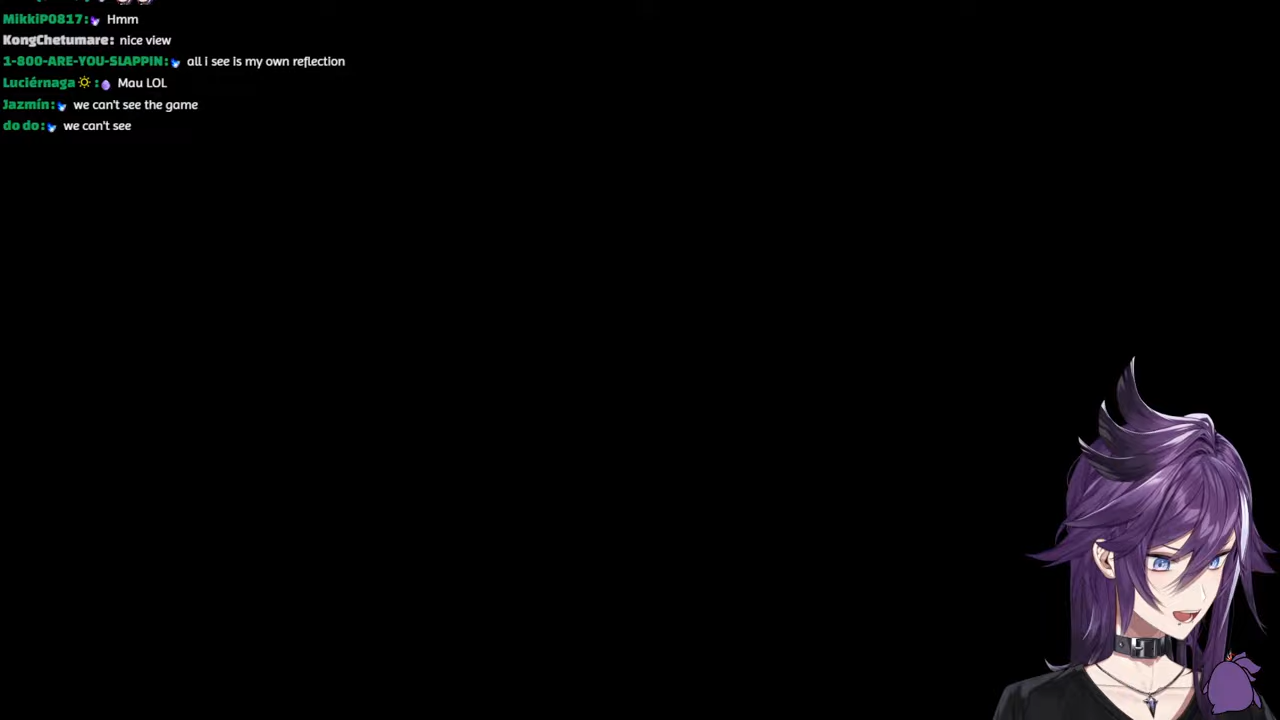 MikkiP0817: Hmm
KongChetumare: nice view
1-800-ARE-YOU-SLAPPIN: all i see is my own reflection
Luciérnaga: Mau LOL
Jazmín: we can't see the game
do do: we can't see